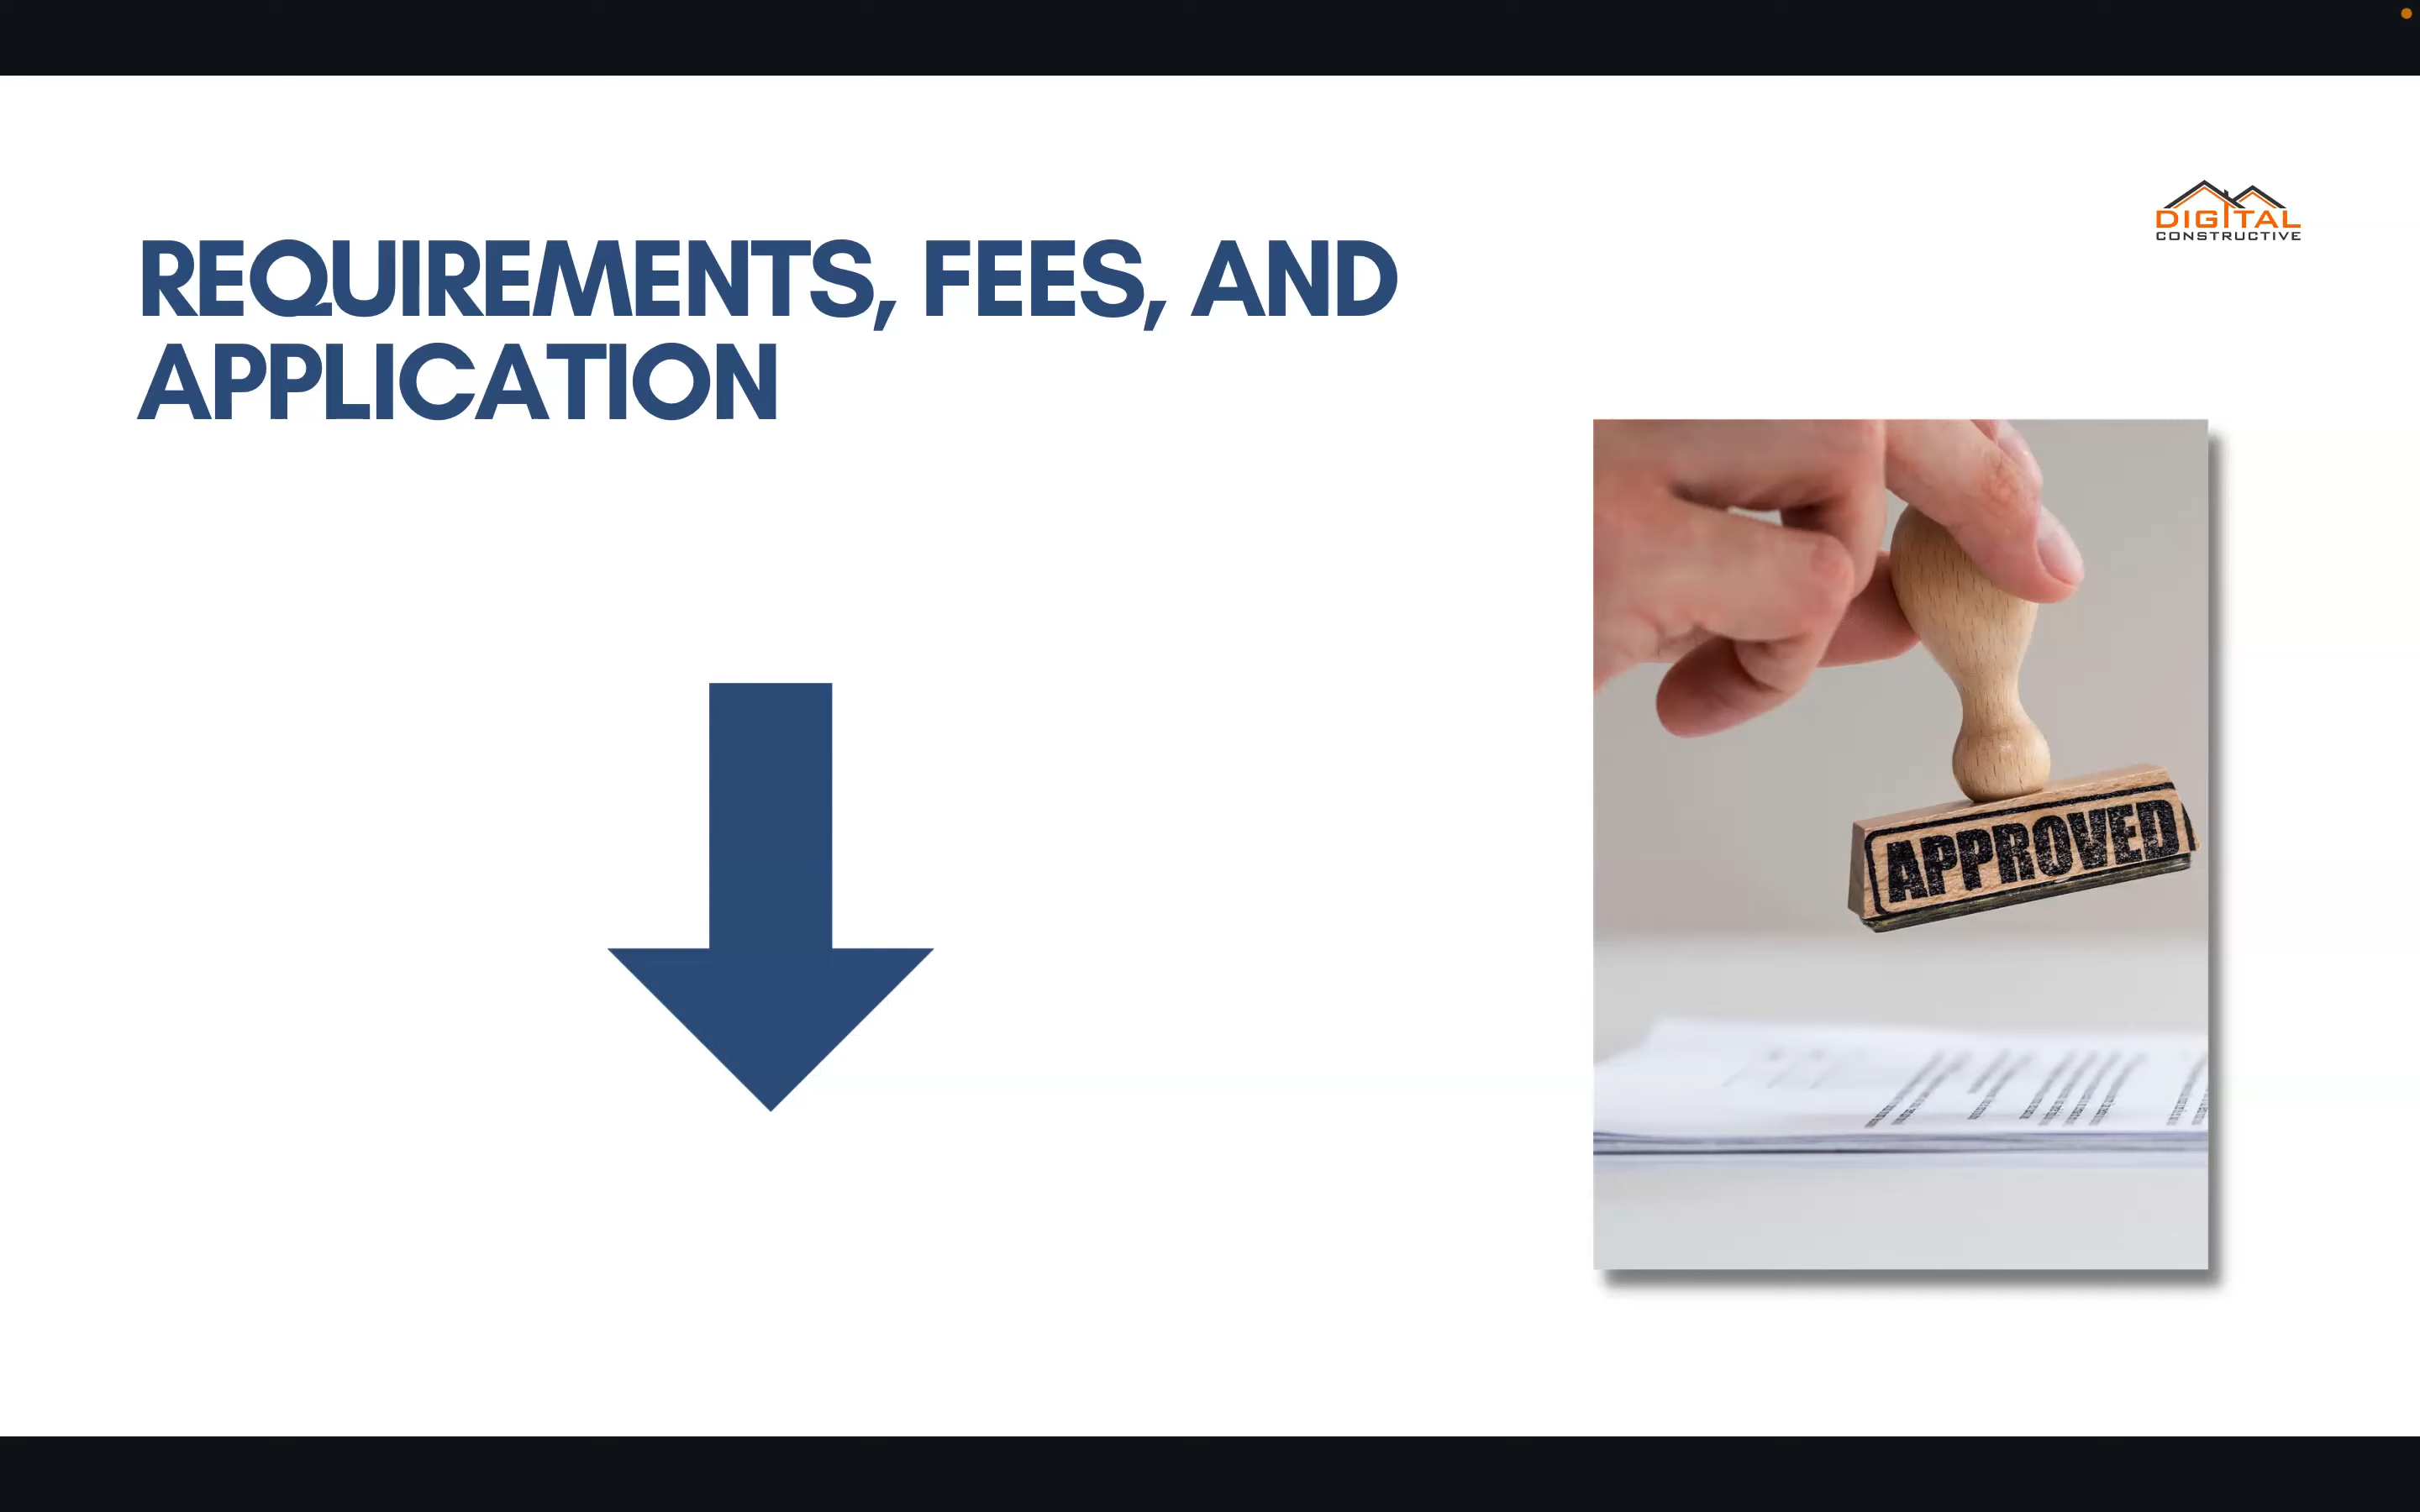 DIGITAL
CONSTRUCTIVE
REQUIREMENTS, FEES, AND
APPLICATION
APPROVED